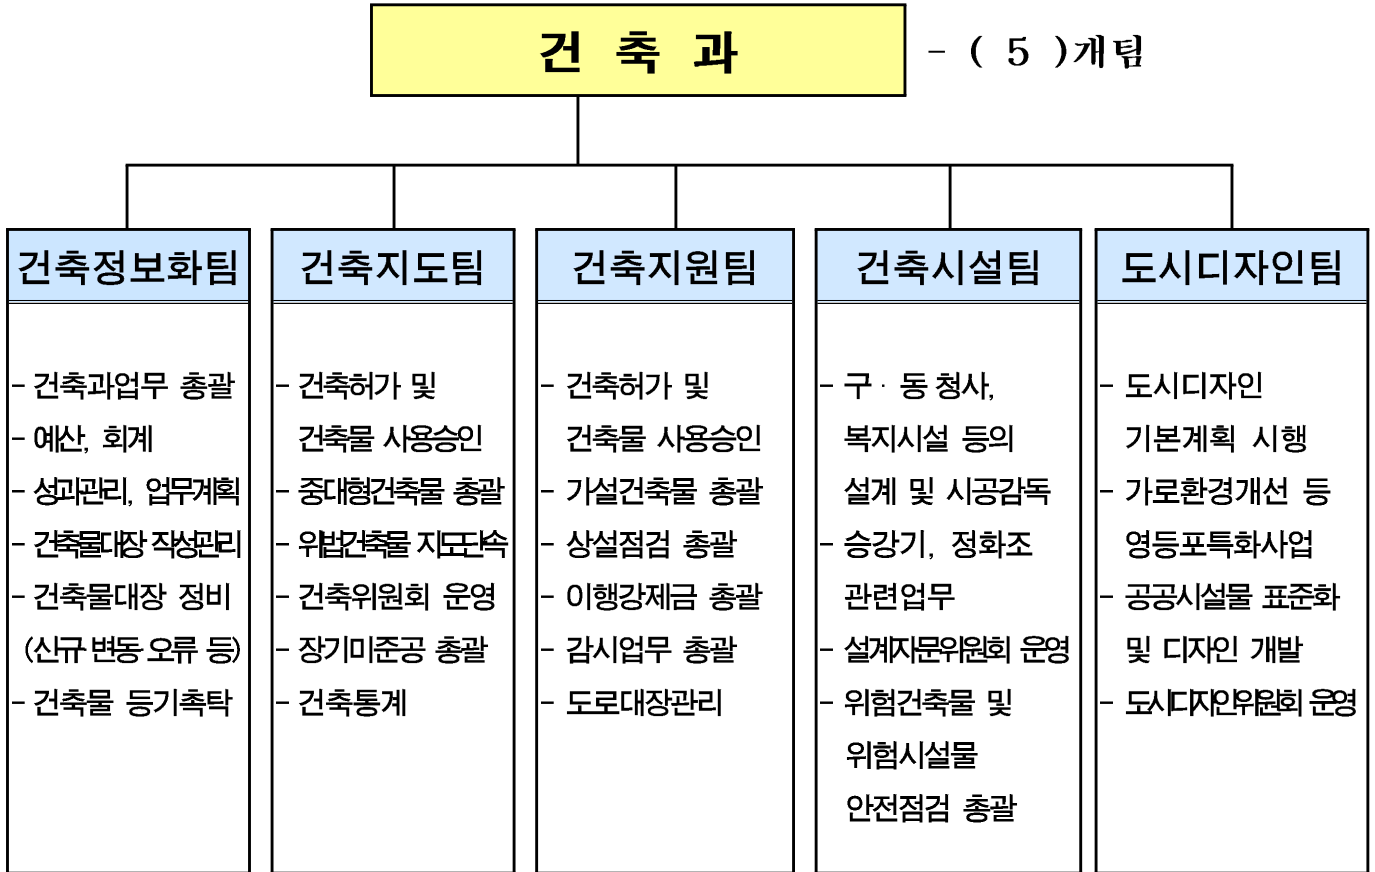 건 축 과
- ( 5 )개팀
건축정보화팀
- 건축과업무 총괄
- 예산, 회계
- 성과관리, 업무계획
- 건축물대장 작성관리
- 건축물대장 정비
(신규 변동 오류 등)
- 건축물 등기촉탁
건축지도팀
- 건축허가 및
건축물 사용승인
- 중대형건축물 총괄
- 위법건축물 지도단속
- 건축위원회 운영
- 장기미준공 총괄
- 건축통계
건축지원팀
- 건축허가 및
건축물 사용승인
- 가설건축물 총괄
- 상설점검 총괄
- 이행강제금 총괄
- 감시업무 총괄
- 도로대장관리
건축시설팀
- 구 · 동 청사,
복지시설 등의
설계 및 시공감독
- 승강기, 정화조
관련업무
- 설계자문위원회 운영
- 위험건축물 및
위험시설물
안전점검 총괄
도시디자인팀
- 도시디자인
기본계획 시행
- 가로환경개선 등
영등포특화사업
- 공공시설물 표준화
및 디자인 개발
- 도시디자인위원회 운영